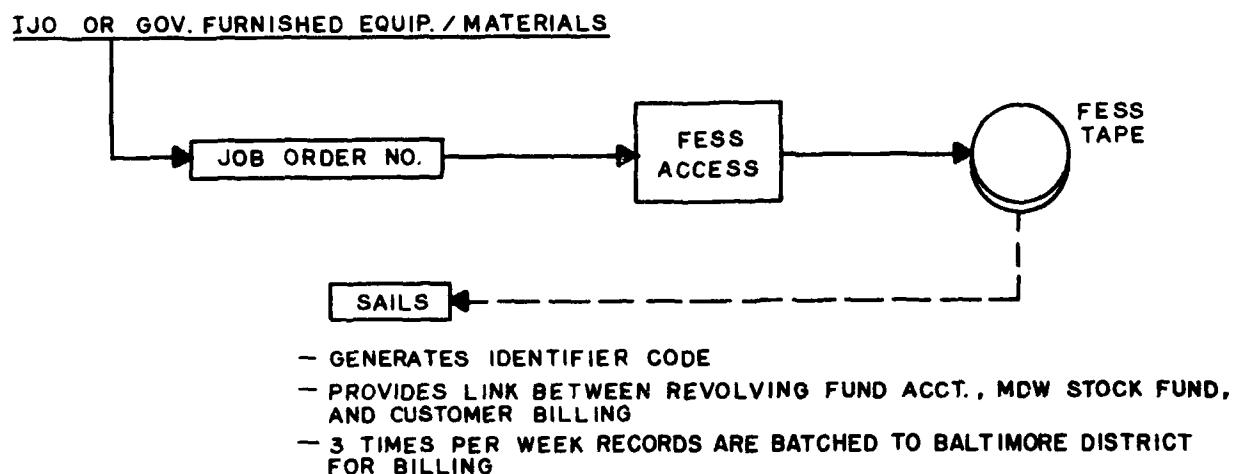 IJO OR GOV. FURNISHED EQUIP. / MATERIALS
JOB ORDER NO.
FESS
ACCESS
FESS
TAPE
SAILS
— GENERATES IDENTIFIER CODE
— PROVIDES LINK BETWEEN REVOLVING FUND ACCT., MDW STOCK FUND,
AND CUSTOMER BILLING
— 3 TIMES PER WEEK RECORDS ARE BATCHED TO BALTIMORE DISTRICT
FOR BILLING